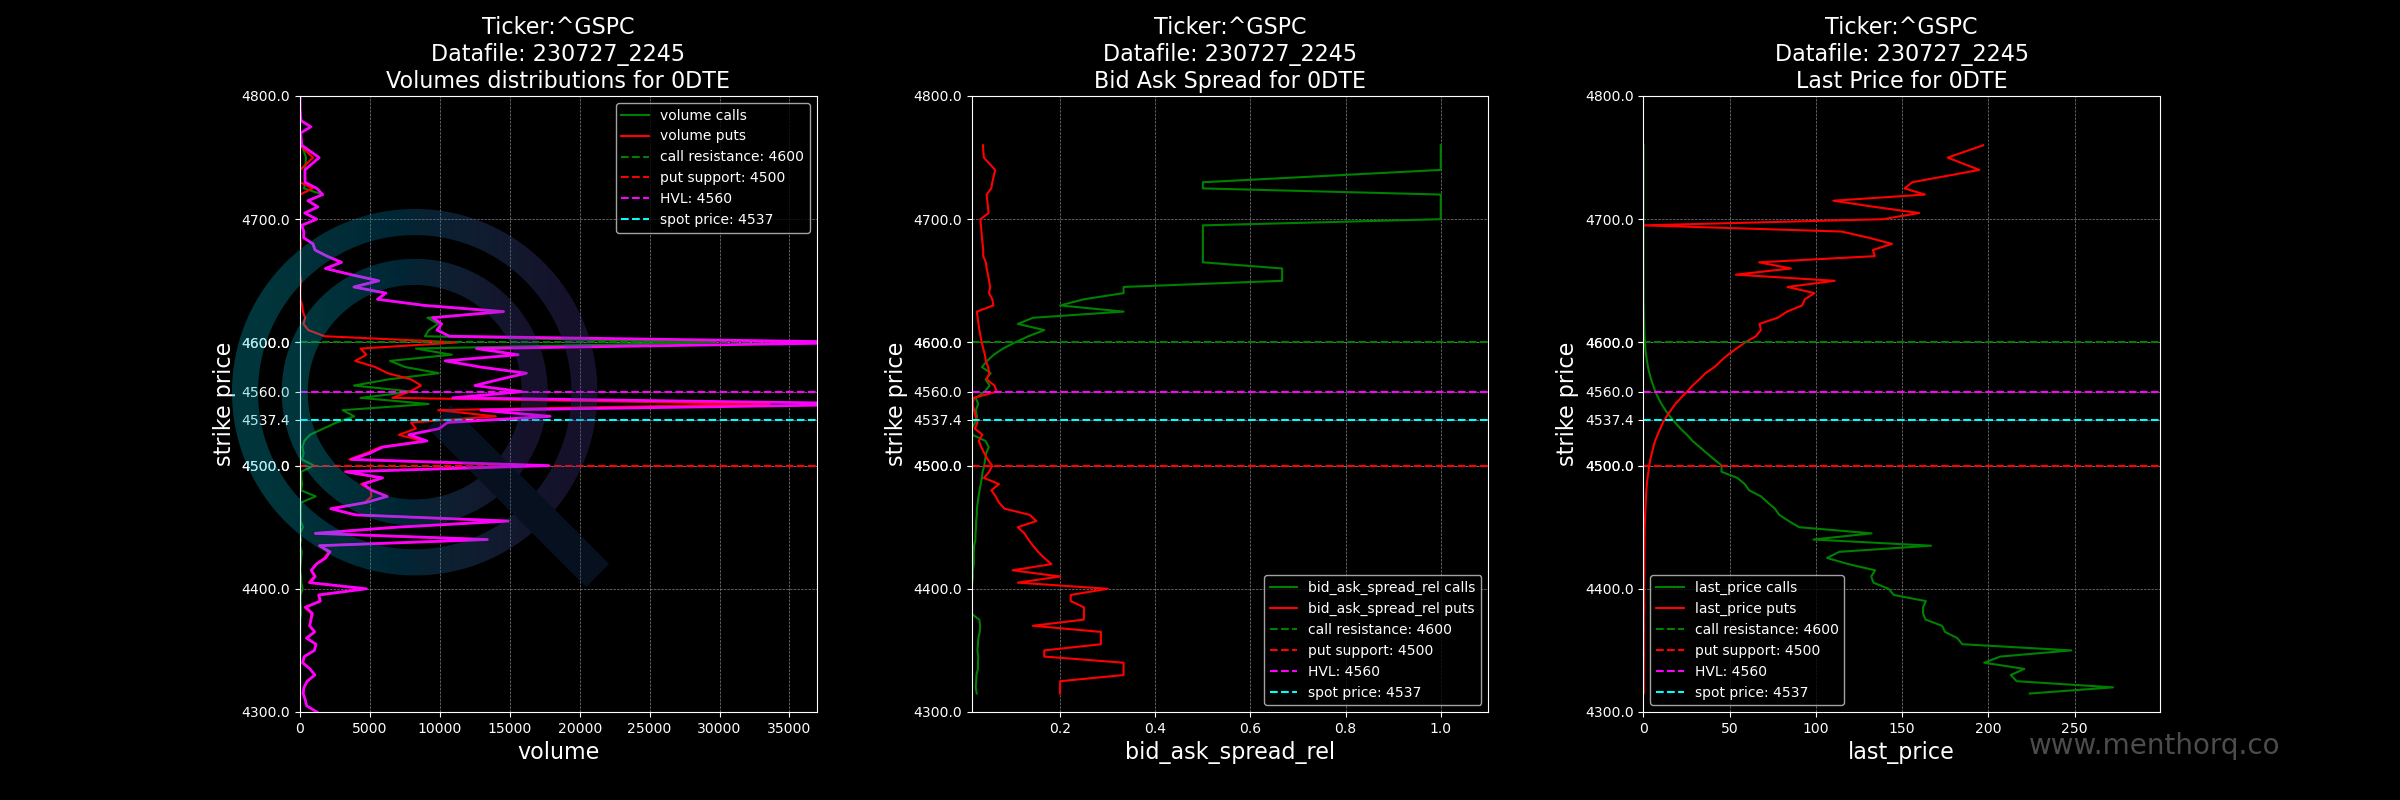 Ticker:^GSPC
Datafile: 230727_2245
Volumes distributions for 0DTE
4800.0
4700.0
4600.0
4560.0
4537.4
4500.0
4400.0
4300.0
strike price
volume calls
volume puts
call resistance: 4600
put support: 4500
HVL: 4560
spot price: 4537
0 5000 10000 15000 20000 25000 30000 35000
volume
Ticker:^GSPC
Datafile: 230727_2245
Bid Ask Spread for 0DTE
4800.0
4700.0
4600.0
4560.0
4537.4
4500.0
4400.0
4300.0
strike price
bid_ask_spread_rel calls
bid_ask_spread_rel puts
call resistance: 4600
put support: 4500
HVL: 4560
spot price: 4537
0.2 0.4 0.6 0.8 1.0
bid_ask_spread_rel
Ticker:^GSPC
Datafile: 230727_2245
Last Price for 0DTE
4800.0
4700.0
4600.0
4560.0
4537.4
4500.0
4400.0
4300.0
strike price
last_price calls
last_price puts
call resistance: 4600
put support: 4500
HVL: 4560
spot price: 4537
0 50 100 150 200 250
last_price
www.menthorq.co